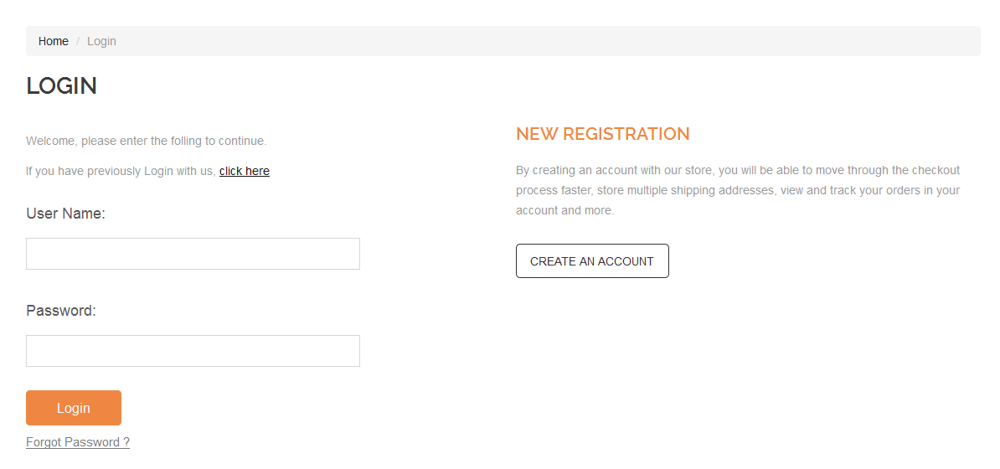 Home / Login
LOGIN
Welcome, please enter the folling to continue.
If you have previously Login with us, click here
User Name:
Password:
Login
Forgot Password ?
NEW REGISTRATION
By creating an account with our store, you will be able to move through the checkout
process faster, store multiple shipping addresses, view and track your orders in your
account and more.
CREATE AN ACCOUNT